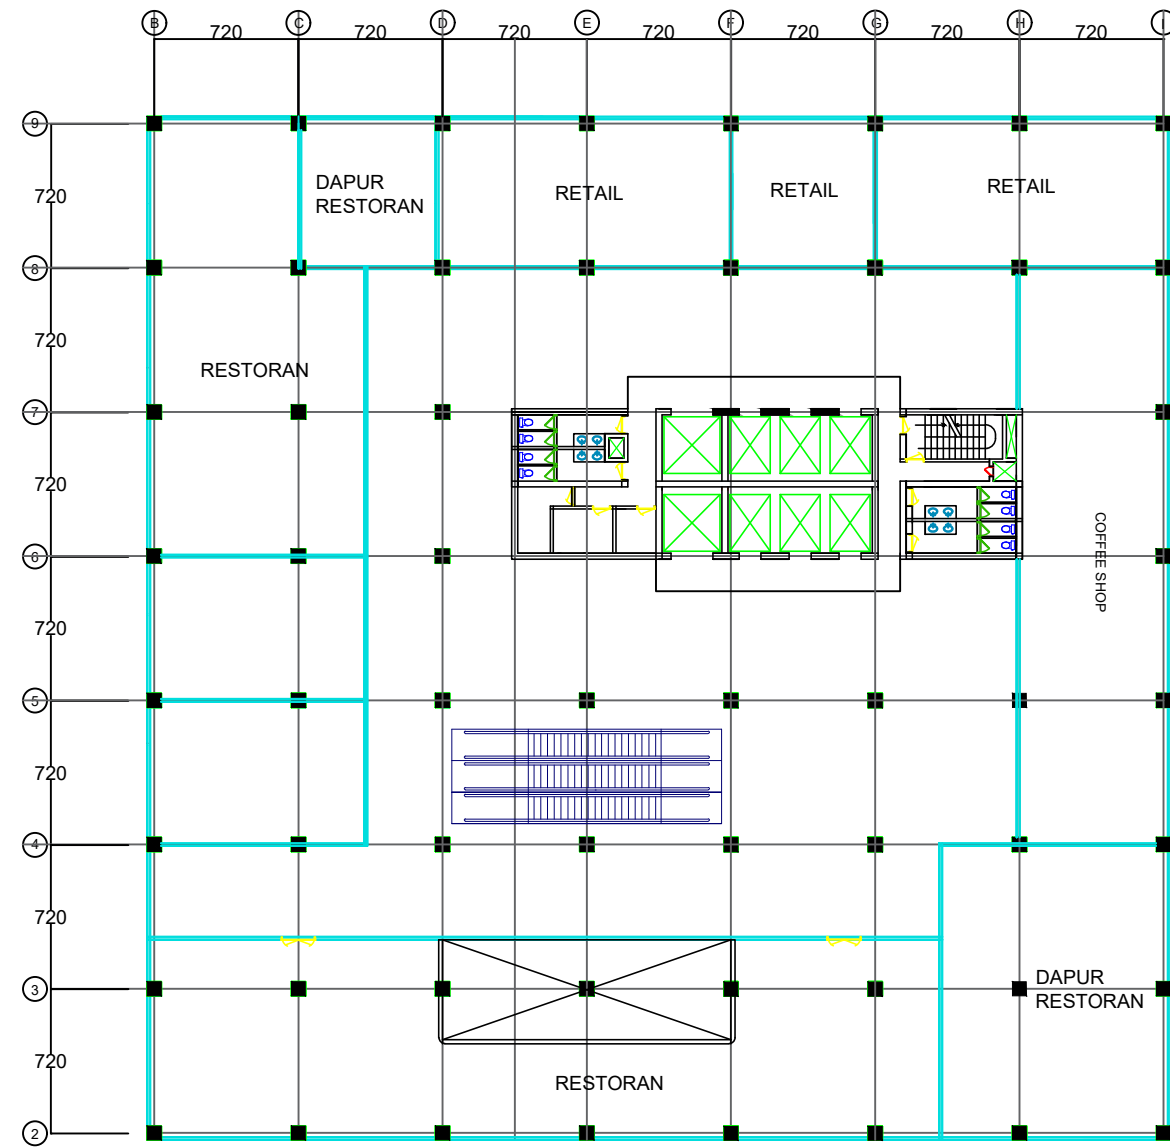 B C D E F G H I
720 720 720 720 720 720 720
9
720
DAPUR
RESTORAN
RETAIL
RETAIL
RETAIL
8
720
RESTORAN
7
720
COFFEE SHOP
6
720
5
720
4
720
DAPUR
RESTORAN
3
720
RESTORAN
2